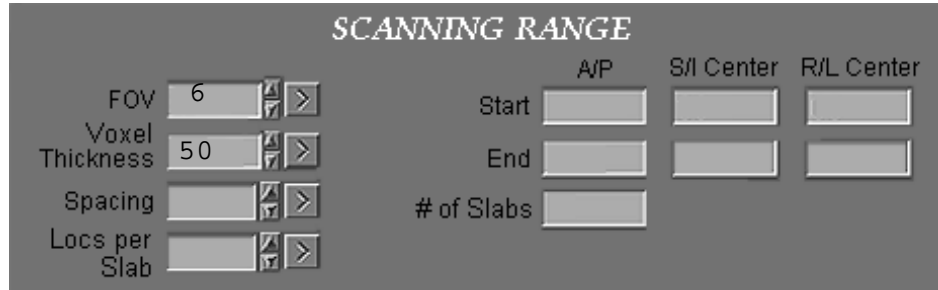 SCANNING RANGE
A/P S/I Center R/L Center
FOV 6 > Start
Voxel
Thickness 50 > End
Spacing > # of Slabs
Locs per
Slab >